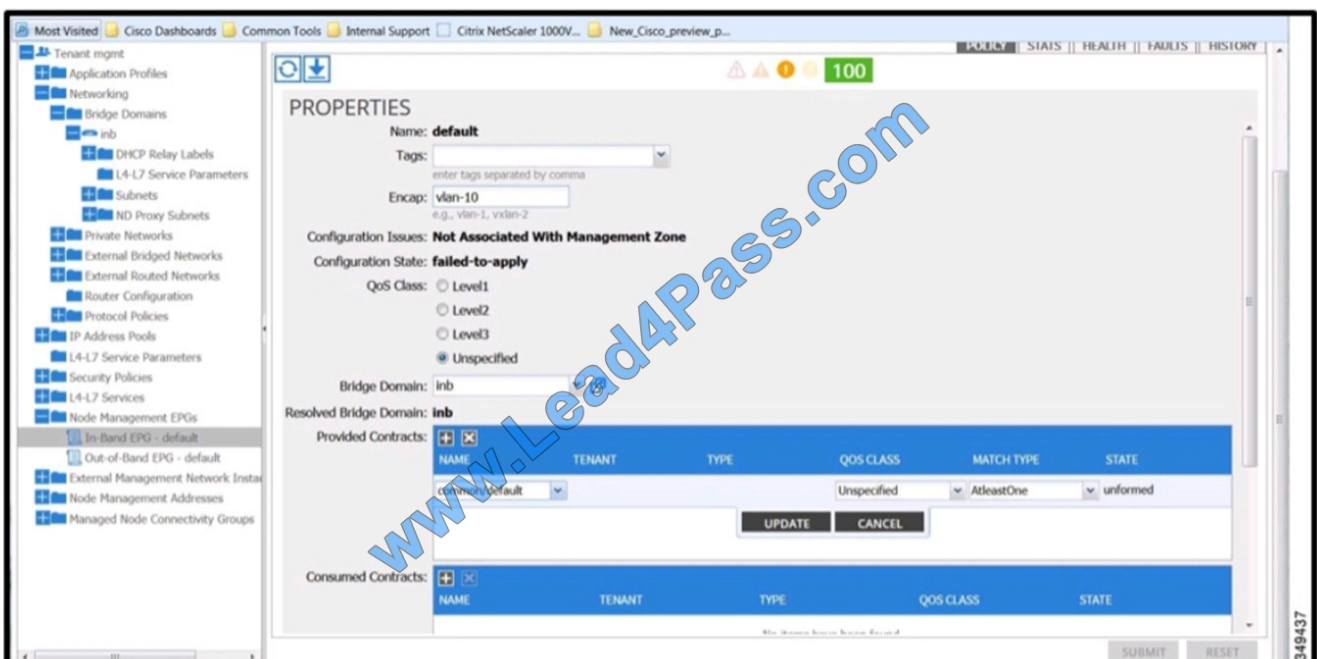 Most Visited Cisco Dashboards Common Tools Internal Support Citrix NetScaler 1000V... New_Cisco_preview_p...
POLICY STATS HEALTH FAULTS HISTORY
Tenant mgmt
Application Profiles
Networking
Bridge Domains
inb
DHCP Relay Labels
L4-L7 Service Parameters
Subnets
ND Proxy Subnets
Private Networks
External Bridged Networks
External Routed Networks
Router Configuration
Protocol Policies
IP Address Pools
L4-L7 Service Parameters
Security Policies
L4-L7 Services
Node Management EPGs
In-Band EPG - default
Out-of-Band EPG - default
External Management Network Instan
Node Management Addresses
Managed Node Connectivity Groups
100
PROPERTIES
Name: default
Tags:
enter tags separated by comma
Encap: vlan-10
e.g., vlan-1, vxlan-2
Configuration Issues: Not Associated With Management Zone
Configuration State: failed-to-apply
QoS Class: Level1
Level2
Level3
Unspecified
Bridge Domain: inb
Resolved Bridge Domain: inb
Provided Contracts:
NAME TENANT TYPE QOS CLASS MATCH TYPE STATE
common/default Unspecified AtleastOne unformed
UPDATE CANCEL
Consumed Contracts:
NAME TENANT TYPE QOS CLASS STATE
No items have been found
SUBMIT RESET
349437
www.Lead4Pass.com